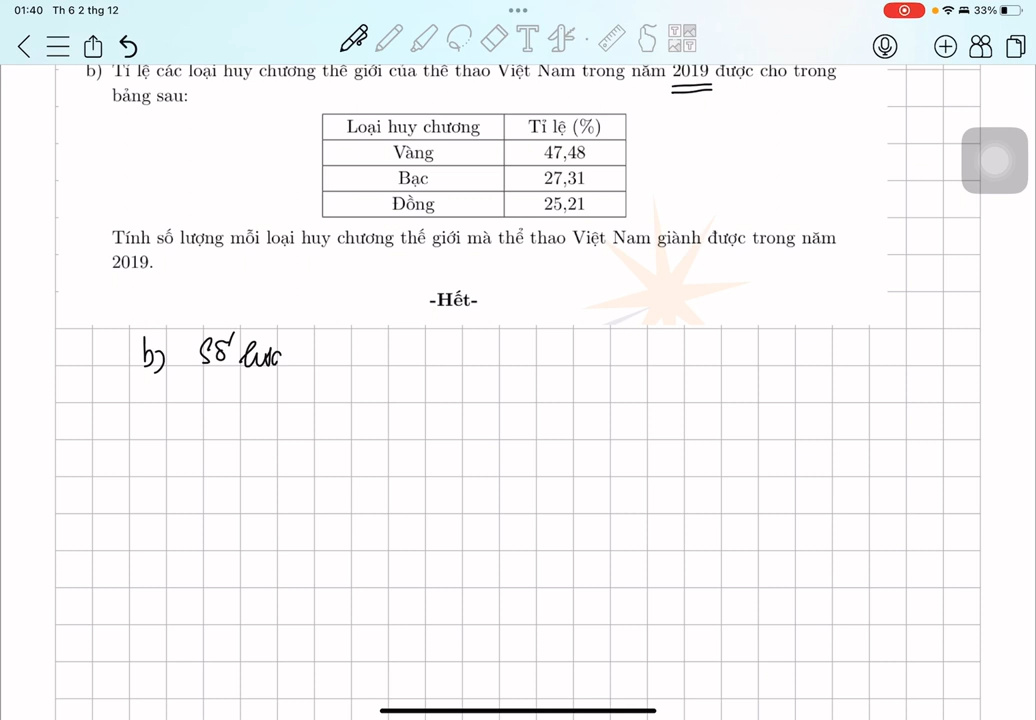 01:40 Th 6 2 thg 12
33%
b) Tỉ lệ các loại huy chương thế giới của thể thao Việt Nam trong năm 2019 được cho trong
bảng sau:
Loại huy chương Tỉ lệ (%)
Vàng 47,48
Bạc 27,31
Đồng 25,21
Tính số lượng mỗi loại huy chương thế giới mà thể thao Việt Nam giành được trong năm
2019.
-Hết-
b) Số lươ